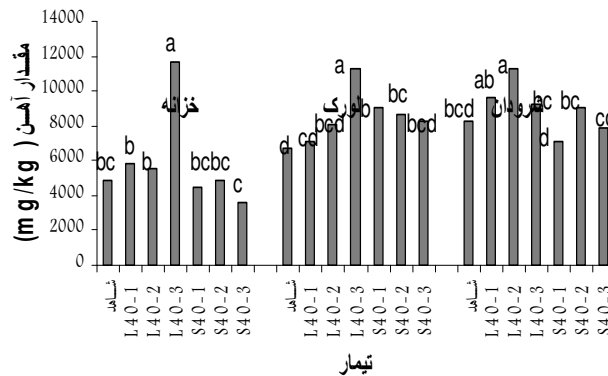 مقدار آهن (mg/kg)
14000
12000
10000
8000
6000
4000
2000
0
خزانه
لورک
شرودان
bc b b a bc bc c
d cd bcd a b bc bcd
bcd ab a d bc cd
شاهد L40-1 L40-2 L40-3 S40-1 S40-2 S40-3
شاهد L40-1 L40-2 L40-3 S40-1 S40-2 S40-3
شاهد L40-1 L40-2 L40-3 S40-1 S40-2 S40-3
تیمار